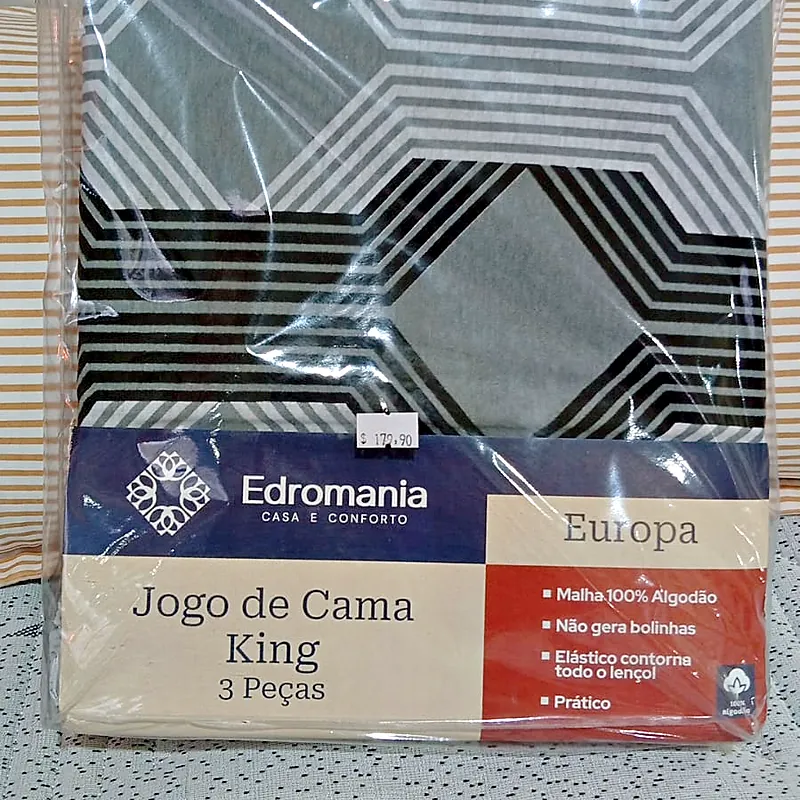 $ 179,90
Edromania
CASA E CONFORTO
Europa
Jogo de Cama
King
3 Peças
Malha 100% Algodão
Não gera bolinhas
Elástico contorna
todo o lençol
Prático
100%
algodão